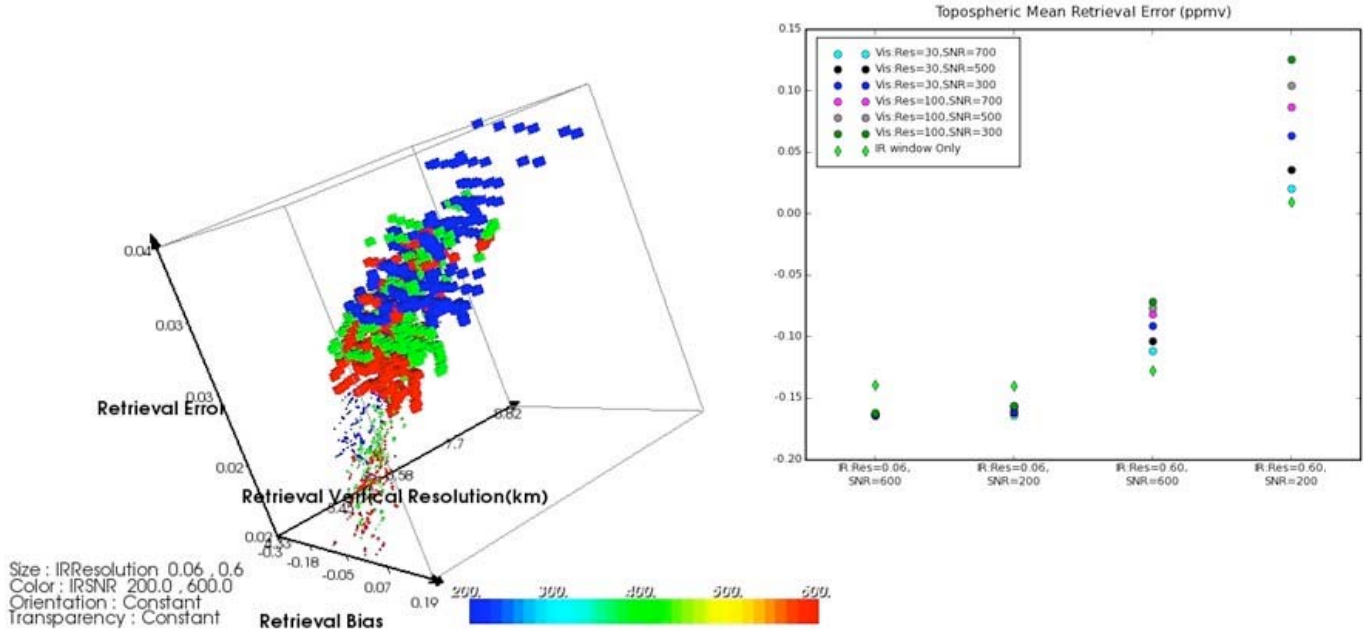 Topospheric Mean Retrieval Error (ppmv)
0.15
0.10
0.05
0.00
-0.05
-0.10
-0.15
-0.20
Vis:Res=30,SNR=700
Vis:Res=30,SNR=500
Vis:Res=30,SNR=300
Vis:Res=100,SNR=700
Vis:Res=100,SNR=500
Vis:Res=100,SNR=300
IR window Only
IR:Res=0.06,
SNR=600
IR:Res=0.06,
SNR=200
IR:Res=0.60,
SNR=600
IR:Res=0.60,
SNR=200
0.04
0.03
0.03
0.02
Retrieval Error
7.7
Retrieval Vertical Resolution(km)
-0.3
-0.18
-0.05
0.07
0.19
Retrieval Bias
Size : IRResolution 0.06 , 0.6
Color : IRSNR 200.0 , 600.0
Orientation : Constant
Transparency : Constant
200.
300.
400.
500.
600.